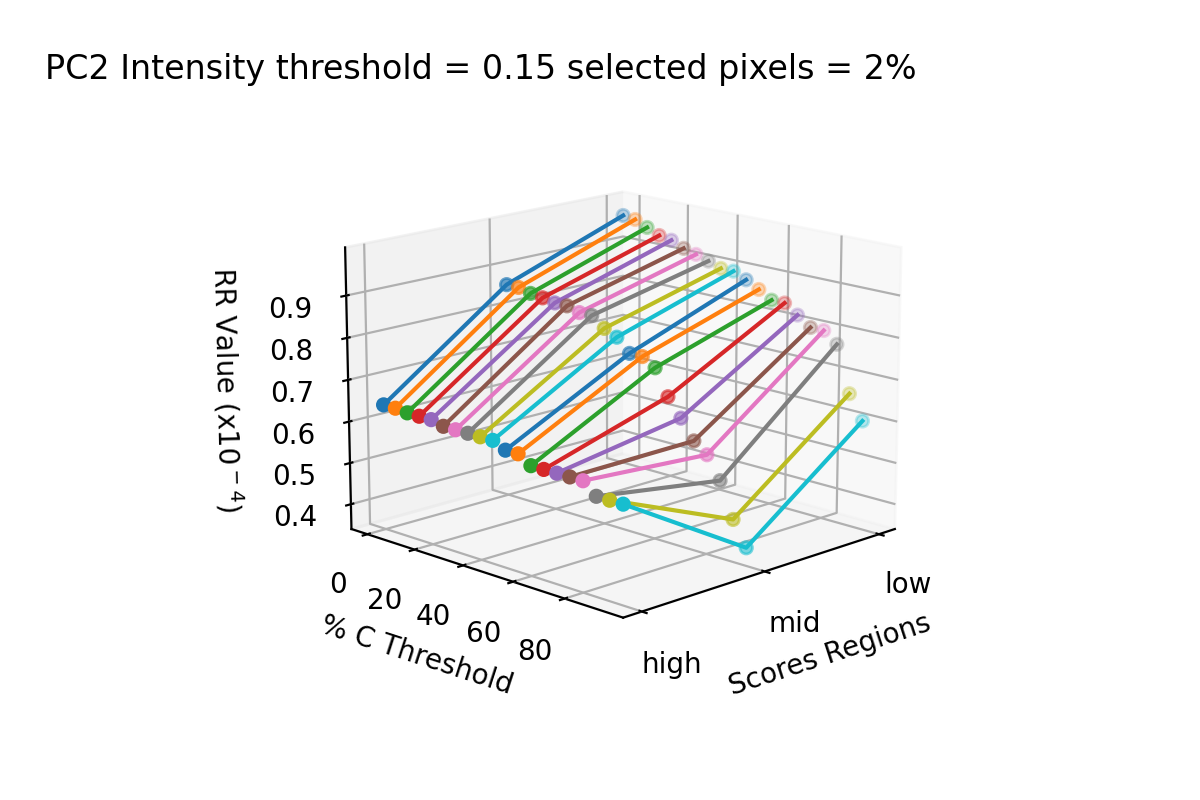 PC2 Intensity threshold = 0.15 selected pixels = 2%
RR Value (x10⁻⁴)
0.9
0.8
0.7
0.6
0.5
0.4
0
20
40
60
80
% C Threshold
high
mid
low
Scores Regions